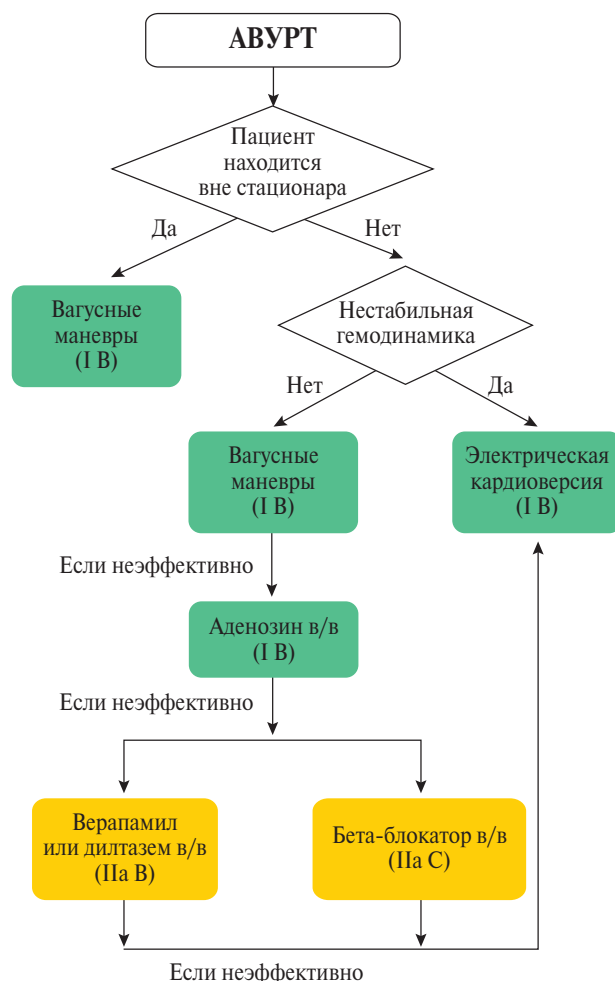 АВУРТ
Пациент
находится
вне стационара
Да
Нет
Вагусные
маневры
(I B)
Нестабильная
гемодинамика
Нет
Да
Вагусные
маневры
(I B)
Электрическая
кардиоверсия
(I B)
Если неэффективно
Аденозин в/в
(I B)
Если неэффективно
Верапамил
или дилтазем в/в
(IIa B)
Бета-блокатор в/в
(IIa C)
Если неэффективно